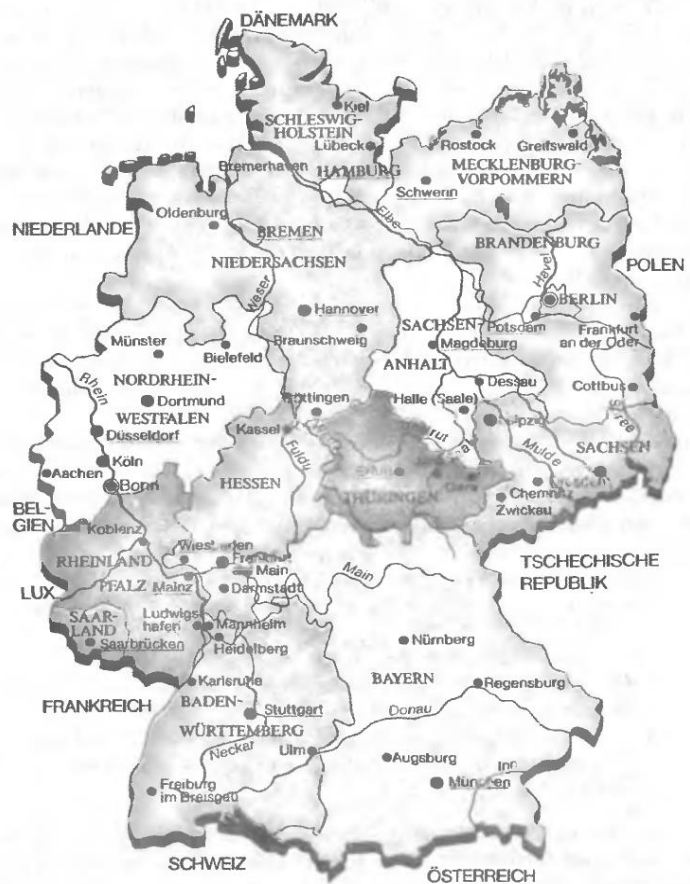 DÄNEMARK
Kiel
SCHLESWIG-
HOLSTEIN
Lübeck
Rostock
Greifswald
MECKLENBURG-
VORPOMMERN
Bremerhaven
HAMBURG
Schwerin
NIEDERLANDE
Oldenburg
BREMEN
Elbe
NIEDERSACHSEN
BRANDENBURG
Havel
POLEN
Weser
Hannover
BERLIN
Braunschweig
SACHSEN
Potsdam
Frankfurt
an der Oder
Münster
Bielefeld
Magdeburg
ANHALT
Rhein
NORDRHEIN-
Dortmund
WESTFALEN
Dessau
Cottbus
Halle (Saale)
Düsseldorf
Kassel
Fulda
Leipzig
SACHSEN
Köln
Mulde
Aachen
Bonn
HESSEN
THÜRINGEN
Chemnitz
Zwickau
BEL-
GIEN
Koblenz
TSCHECHISCHE
REPUBLIK
RHEINLAND
PFALZ
Wiesbaden
Frankfurt
Main
Main
LUX
Mainz
Darmstadt
SAAR-
LAND
Ludwigs-
hafen
Mannheim
Saarbrücken
Heidelberg
Nürnberg
FRANKREICH
Karlsruhe
BAYERN
Regensburg
BADEN-
WÜRTTEMBERG
Stuttgart
Donau
Neckar
Ulm
Augsburg
Inn
Freiburg
im Breisgau
München
SCHWEIZ
ÖSTERREICH